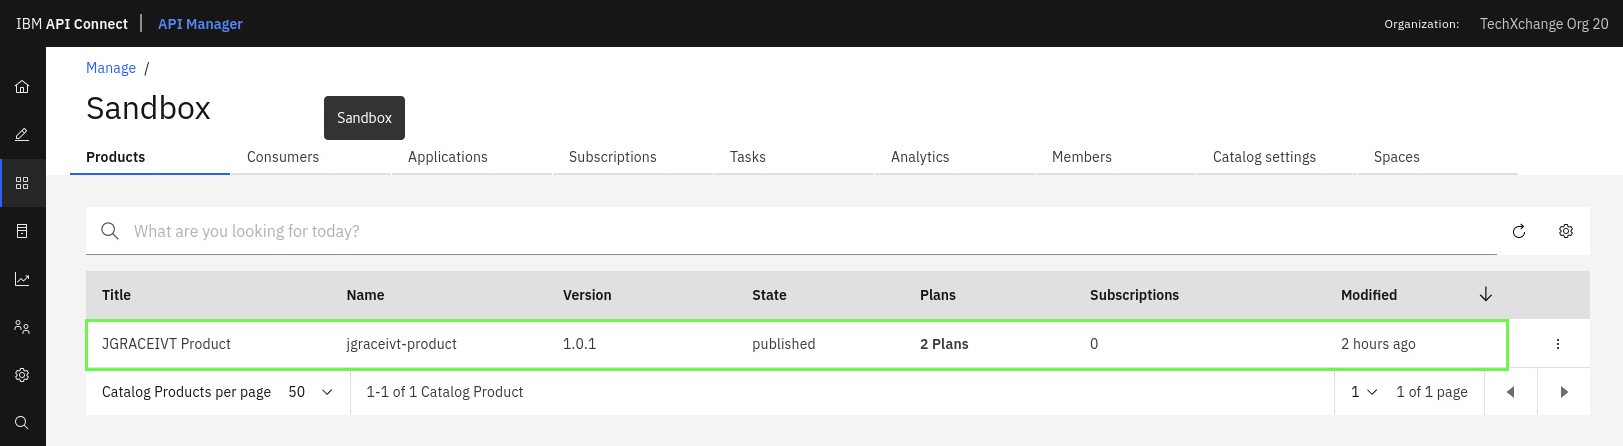 IBM API Connect | API Manager Organization: TechXchange Org 20
Manage /
Sandbox
Sandbox
Products Consumers Applications Subscriptions Tasks Analytics Members Catalog settings Spaces
What are you looking for today?
Title Name Version State Plans Subscriptions Modified
JGRACEIVT Product jgraceivt-product 1.0.1 published 2 Plans 0 2 hours ago
Catalog Products per page 50 1-1 of 1 Catalog Product 1 1 of 1 page